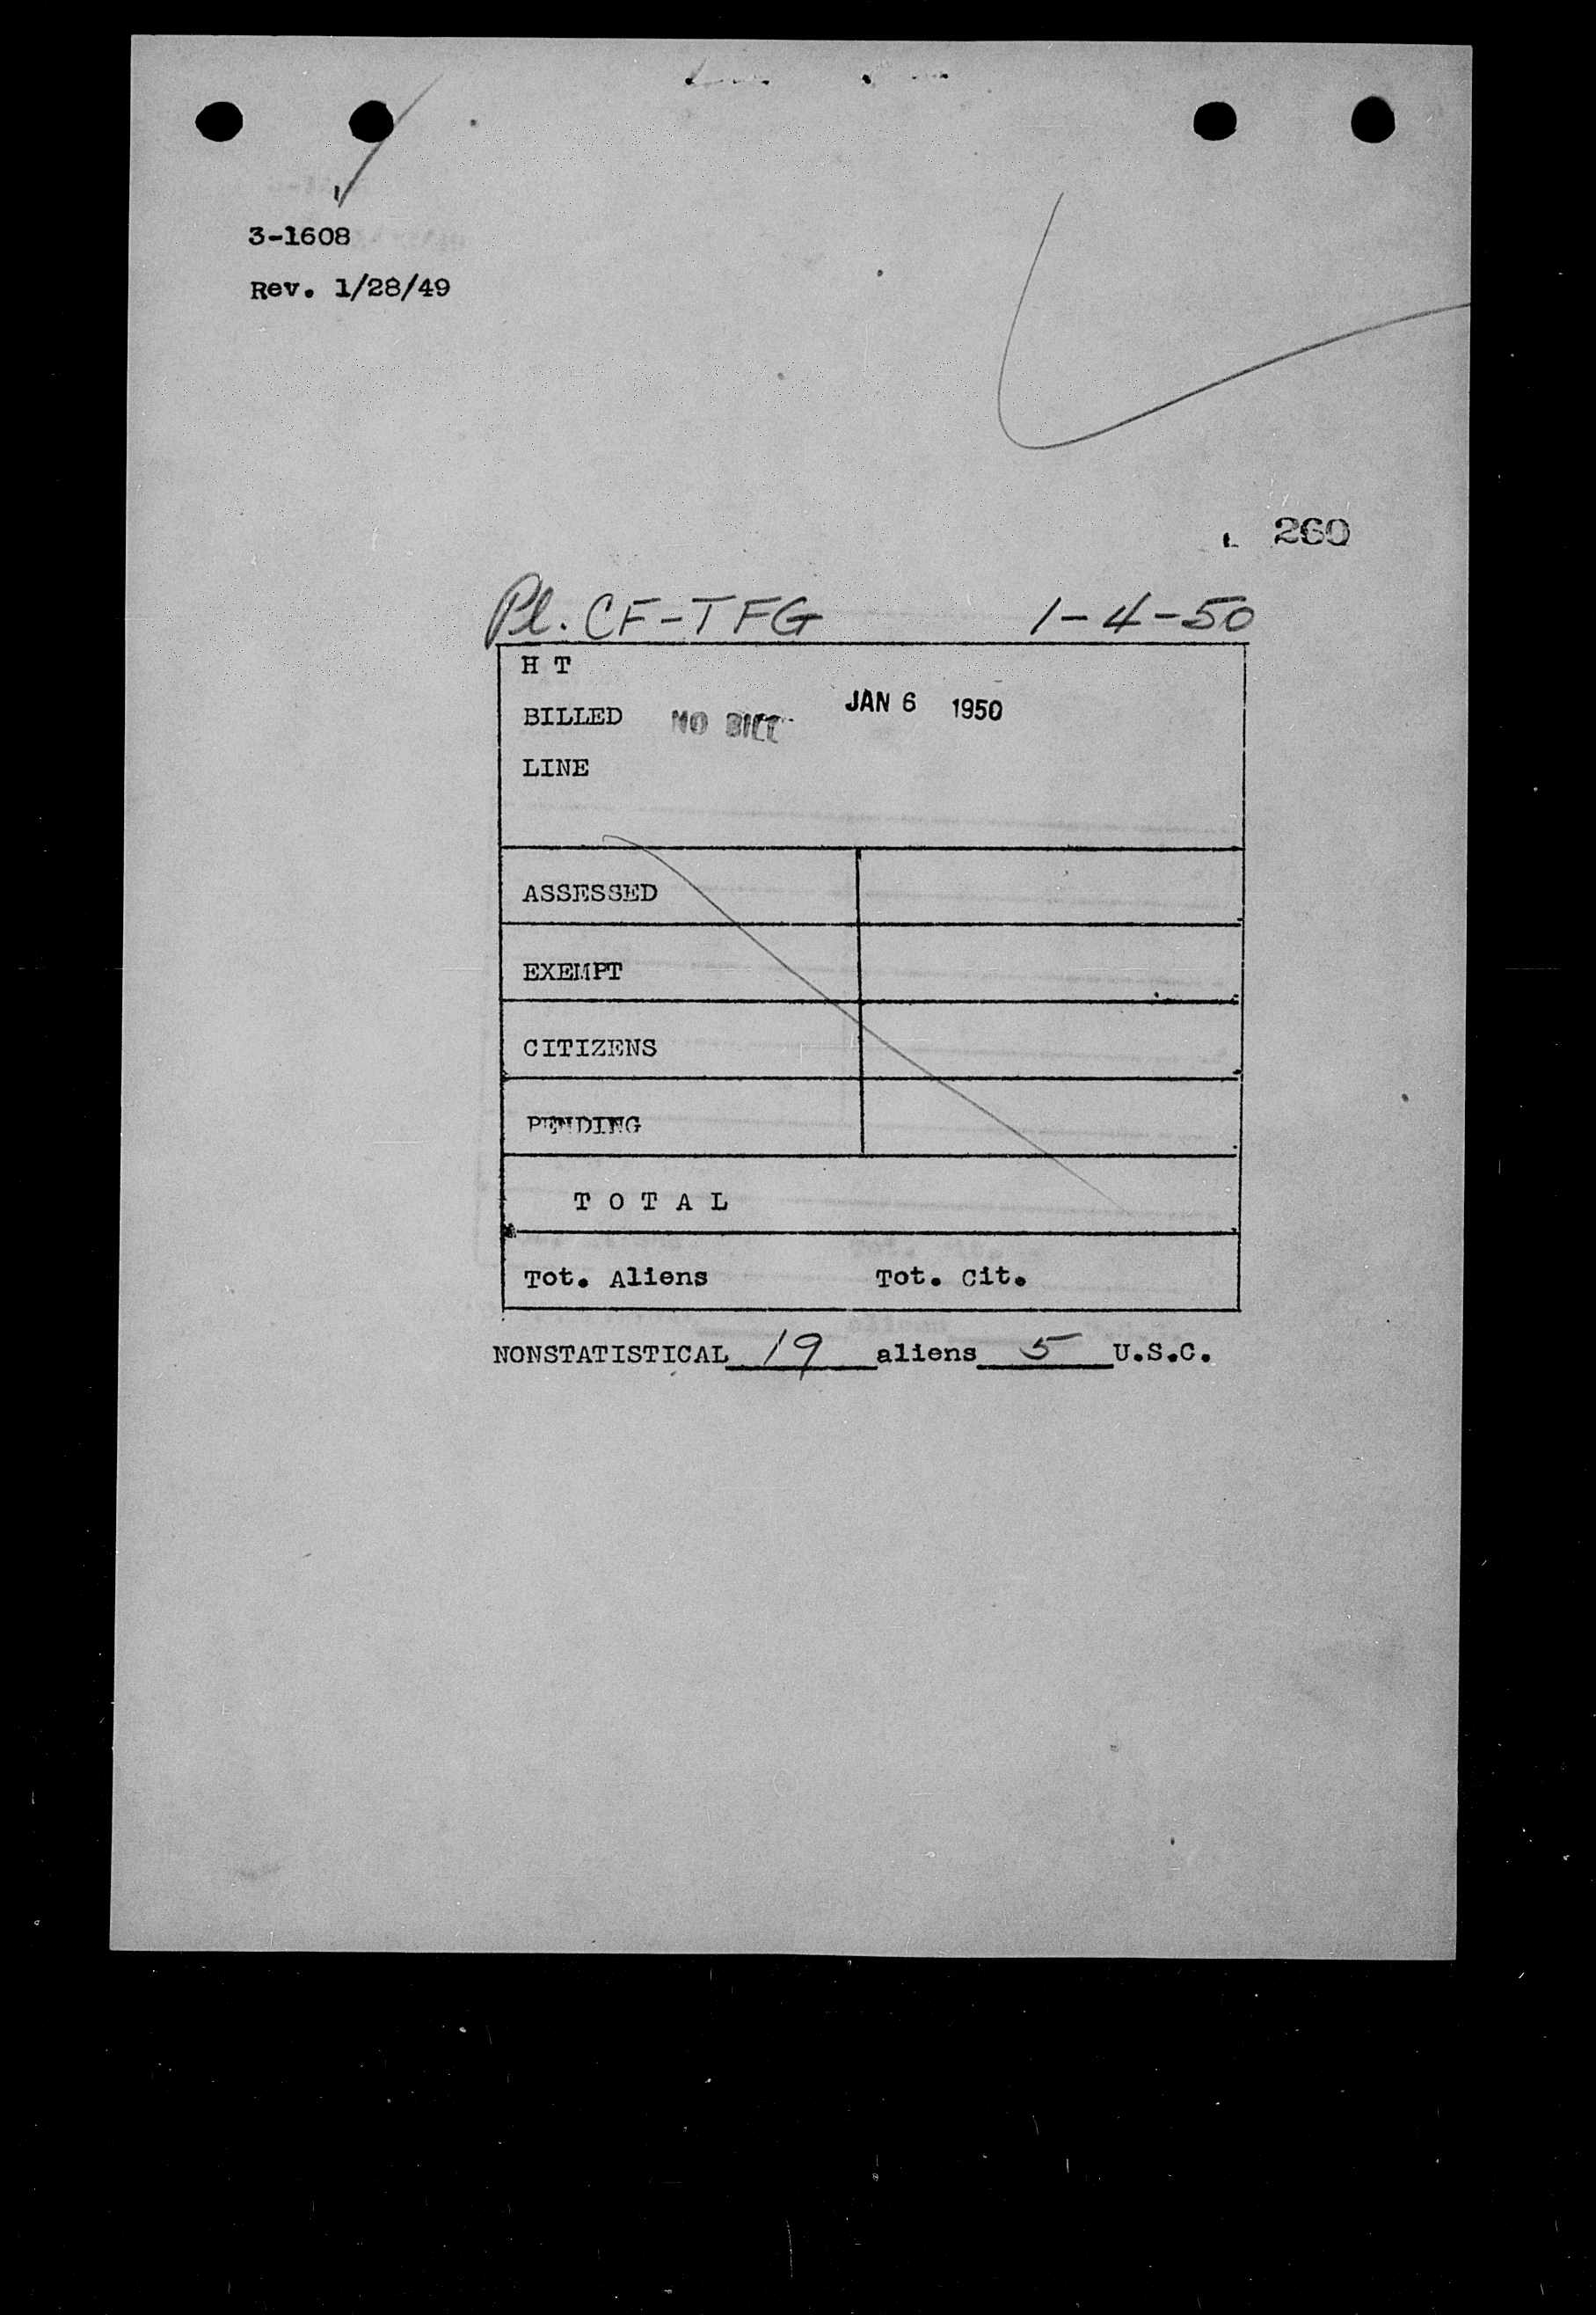 3-1608
Rev. 1/28/49
260
Pl. CF-TFG 1-4-50
H T
BILLED NO BILL JAN 6 1950
LINE
ASSESSED
EXEMPT
CITIZENS
PENDING
T O T A L
Tot. Aliens Tot. Cit.
NONSTATISTICAL 19 aliens 5 U.S.C.